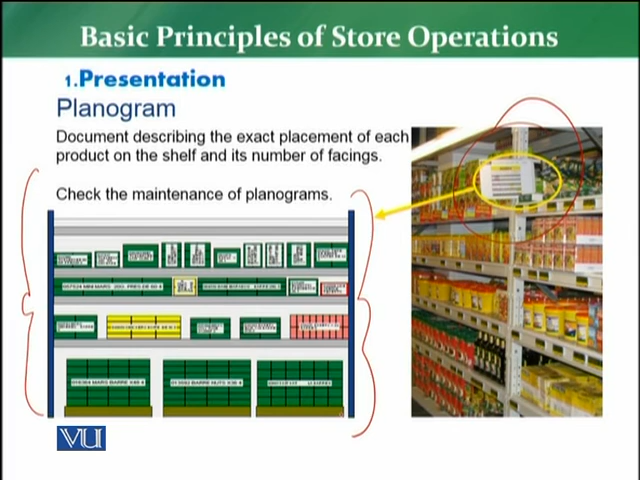 Basic Principles of Store Operations
1.Presentation
Planogram
Document describing the exact placement of each
product on the shelf and its number of facings.
Check the maintenance of planograms.
VU